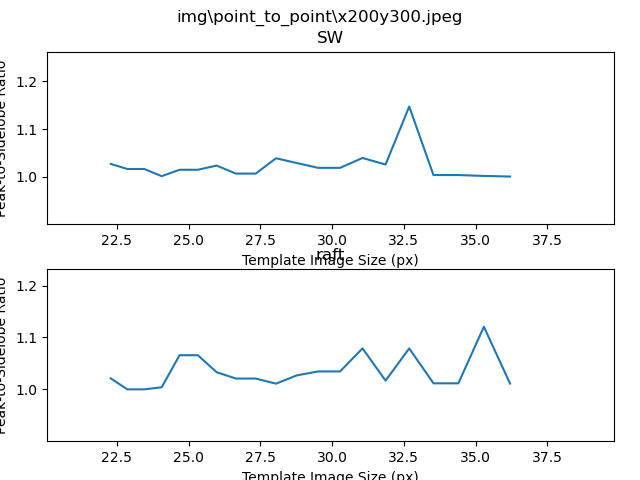 img\point_to_point\x200y300.jpeg
SW
Peak-to-Sidelobe Ratio
1.2
1.1
1.0
22.5 25.0 27.5 30.0 32.5 35.0 37.5
Template Image Size (px)
raft
Peak-to-Sidelobe Ratio
1.2
1.1
1.0
22.5 25.0 27.5 30.0 32.5 35.0 37.5
Template Image Size (px)